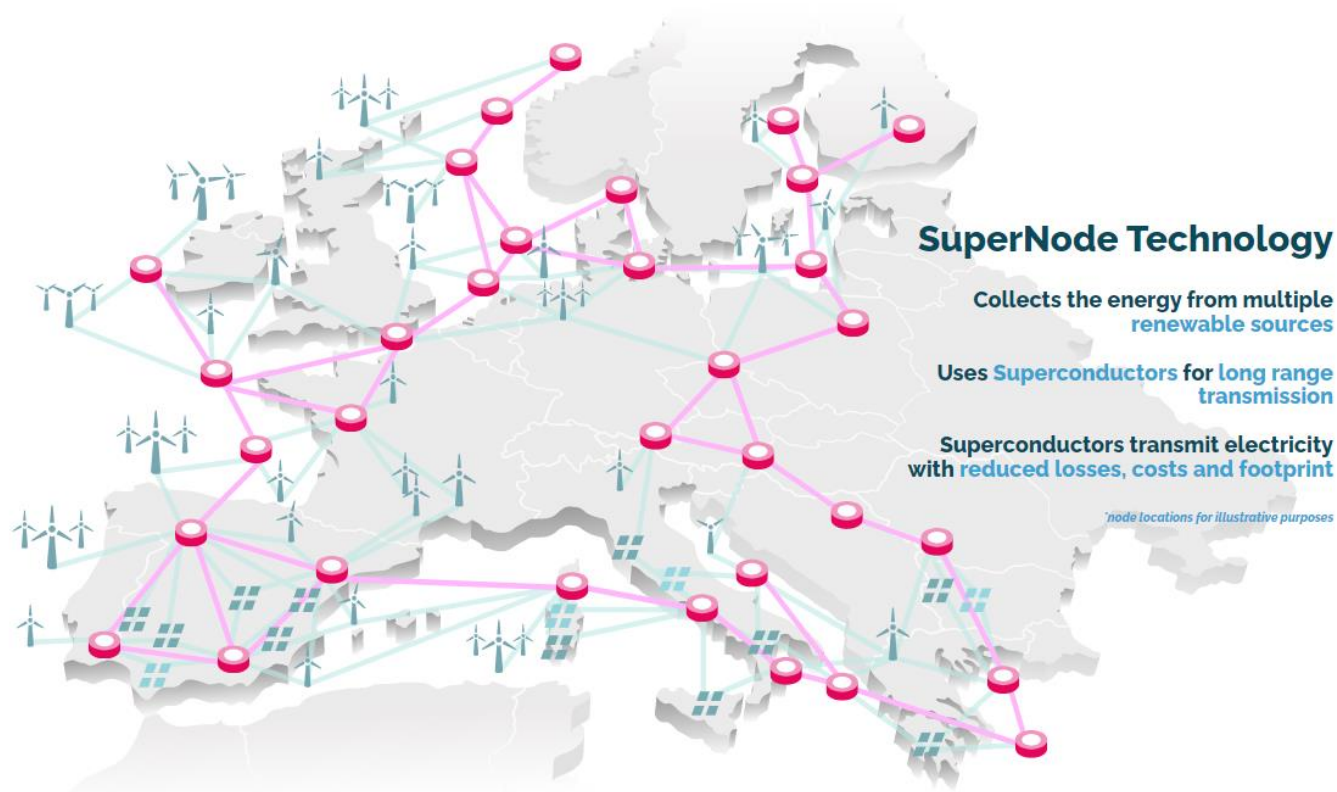 SuperNode Technology
Collects the energy from multiple
renewable sources
Uses Superconductors for long range
transmission
Superconductors transmit electricity
with reduced losses, costs and footprint
*node locations for illustrative purposes